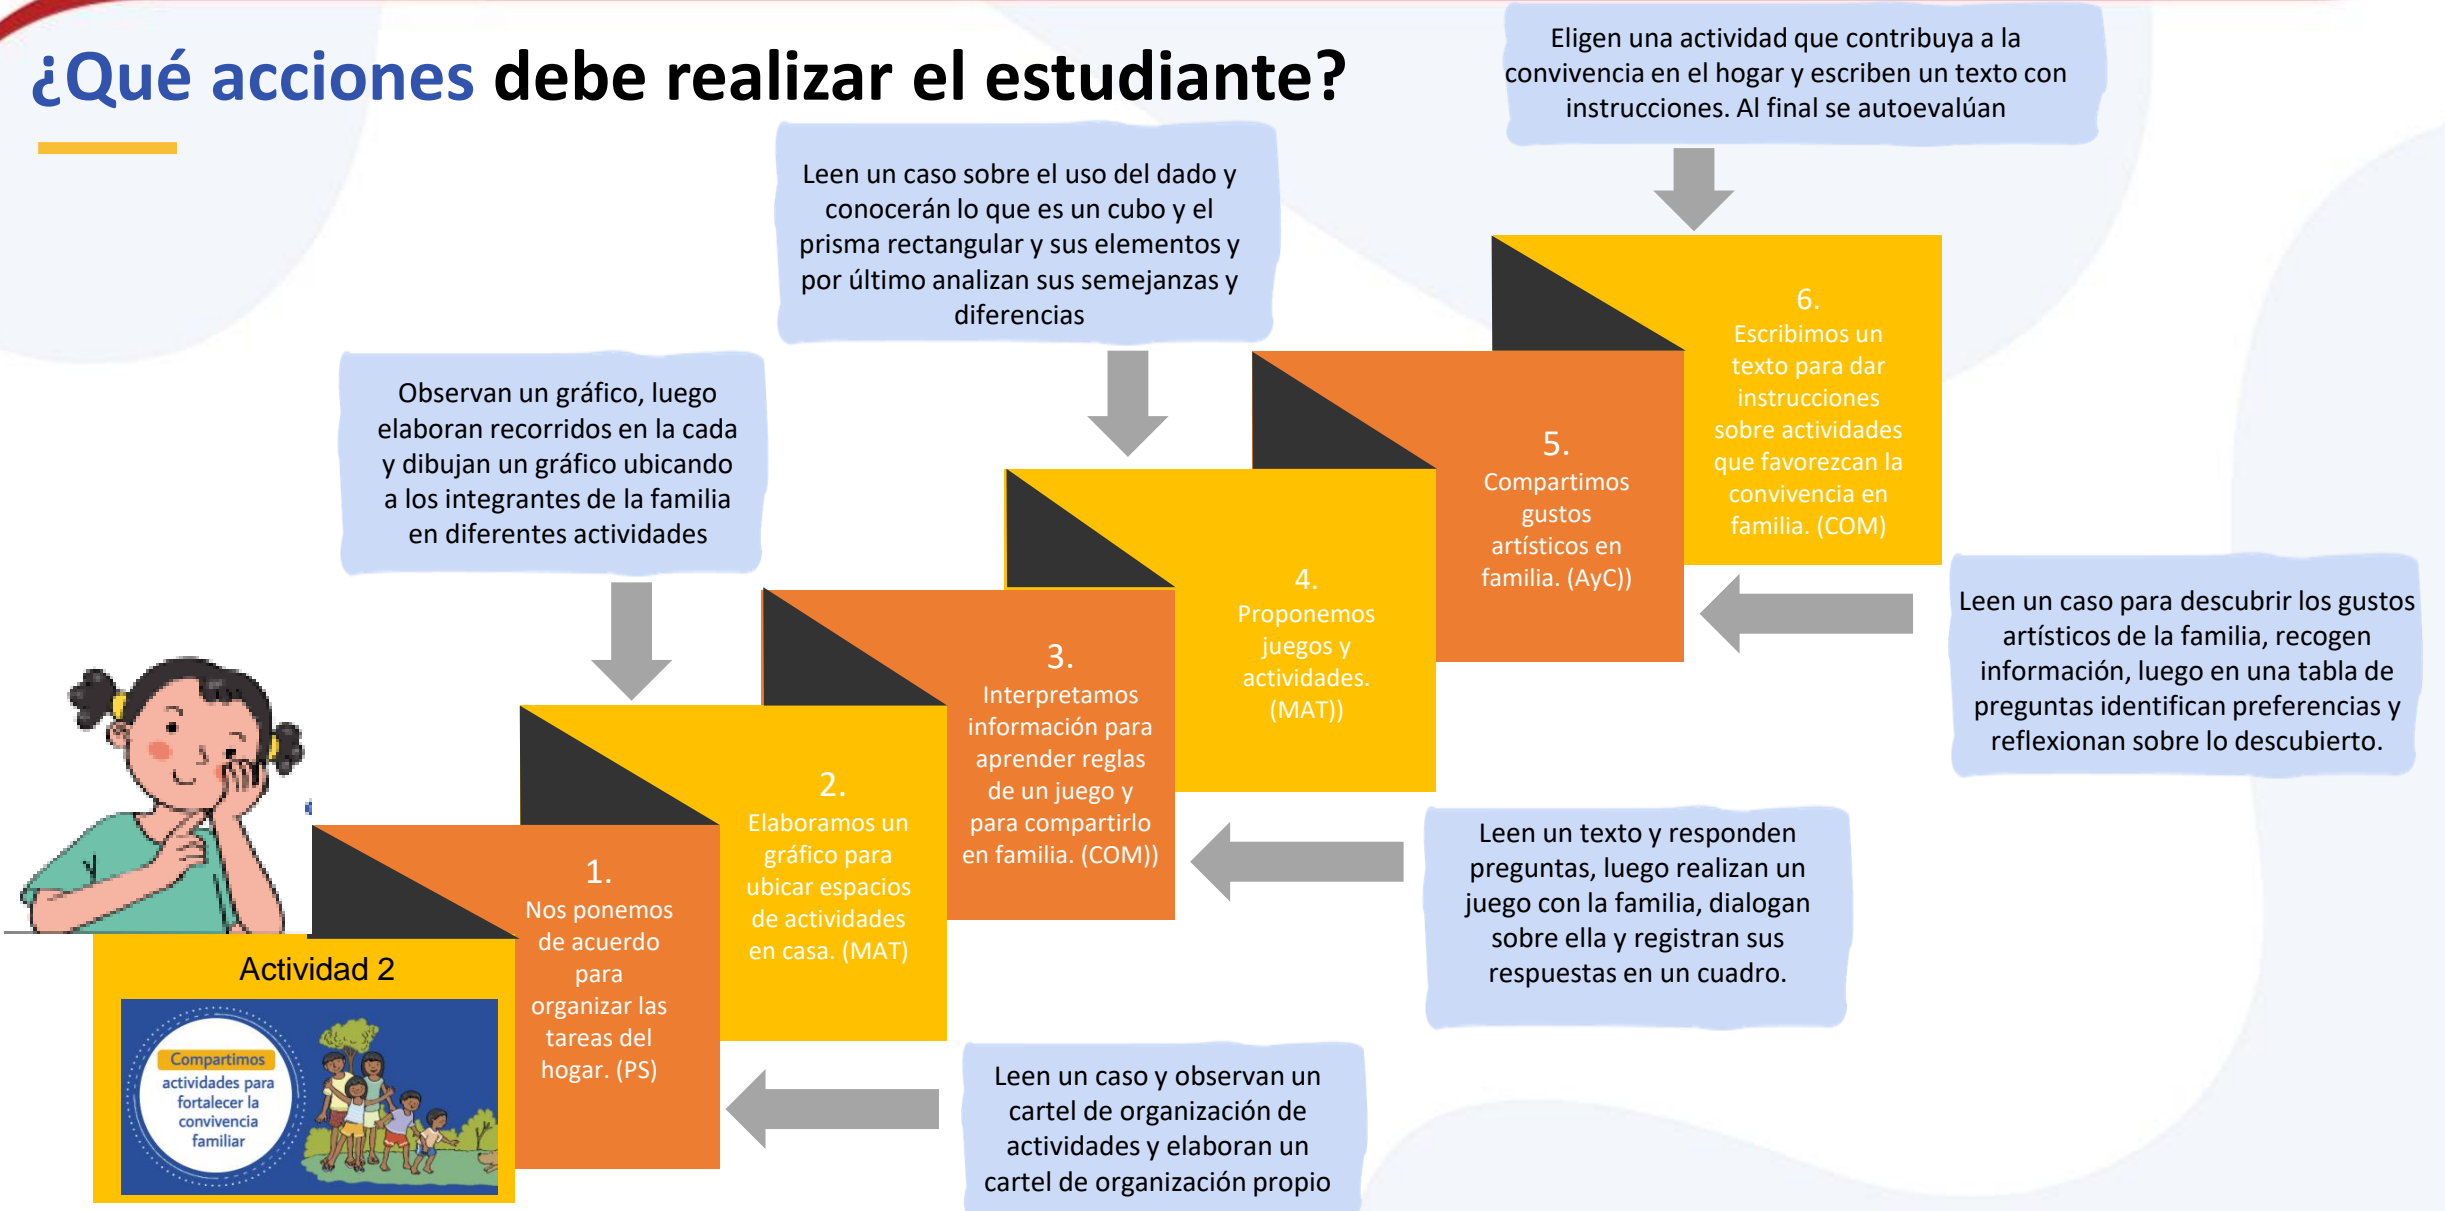 ¿Qué acciones debe realizar el estudiante?
Eligen una actividad que contribuya a la
convivencia en el hogar y escriben un texto con
instrucciones. Al final se autoevalúan
Leen un caso sobre el uso del dado y
conocerán lo que es un cubo y el
prisma rectangular y sus elementos y
por último analizan sus semejanzas y
diferencias
Observan un gráfico, luego
elaboran recorridos en la cada
y dibujan un gráfico ubicando
a los integrantes de la familia
en diferentes actividades
6.
Escribimos un
texto para dar
instrucciones
sobre actividades
que favorezcan la
convivencia en
familia. (COM)
5.
Compartimos
gustos
artísticos en
familia. (AyC))
4.
Proponemos
juegos y
actividades.
(MAT))
3.
Interpretamos
información para
aprender reglas
de un juego y
para compartirlo
en familia. (COM))
2.
Elaboramos un
gráfico para
ubicar espacios
de actividades
en casa. (MAT)
1.
Nos ponemos
de acuerdo
para
organizar las
tareas del
hogar. (PS)
Leen un caso para descubrir los gustos
artísticos de la familia, recogen
información, luego en una tabla de
preguntas identifican preferencias y
reflexionan sobre lo descubierto.
Leen un texto y responden
preguntas, luego realizan un
juego con la familia, dialogan
sobre ella y registran sus
respuestas en un cuadro.
Leen un caso y observan un
cartel de organización de
actividades y elaboran un
cartel de organización propio
Actividad 2
Compartimos
actividades para
fortalecer la
convivencia
familiar